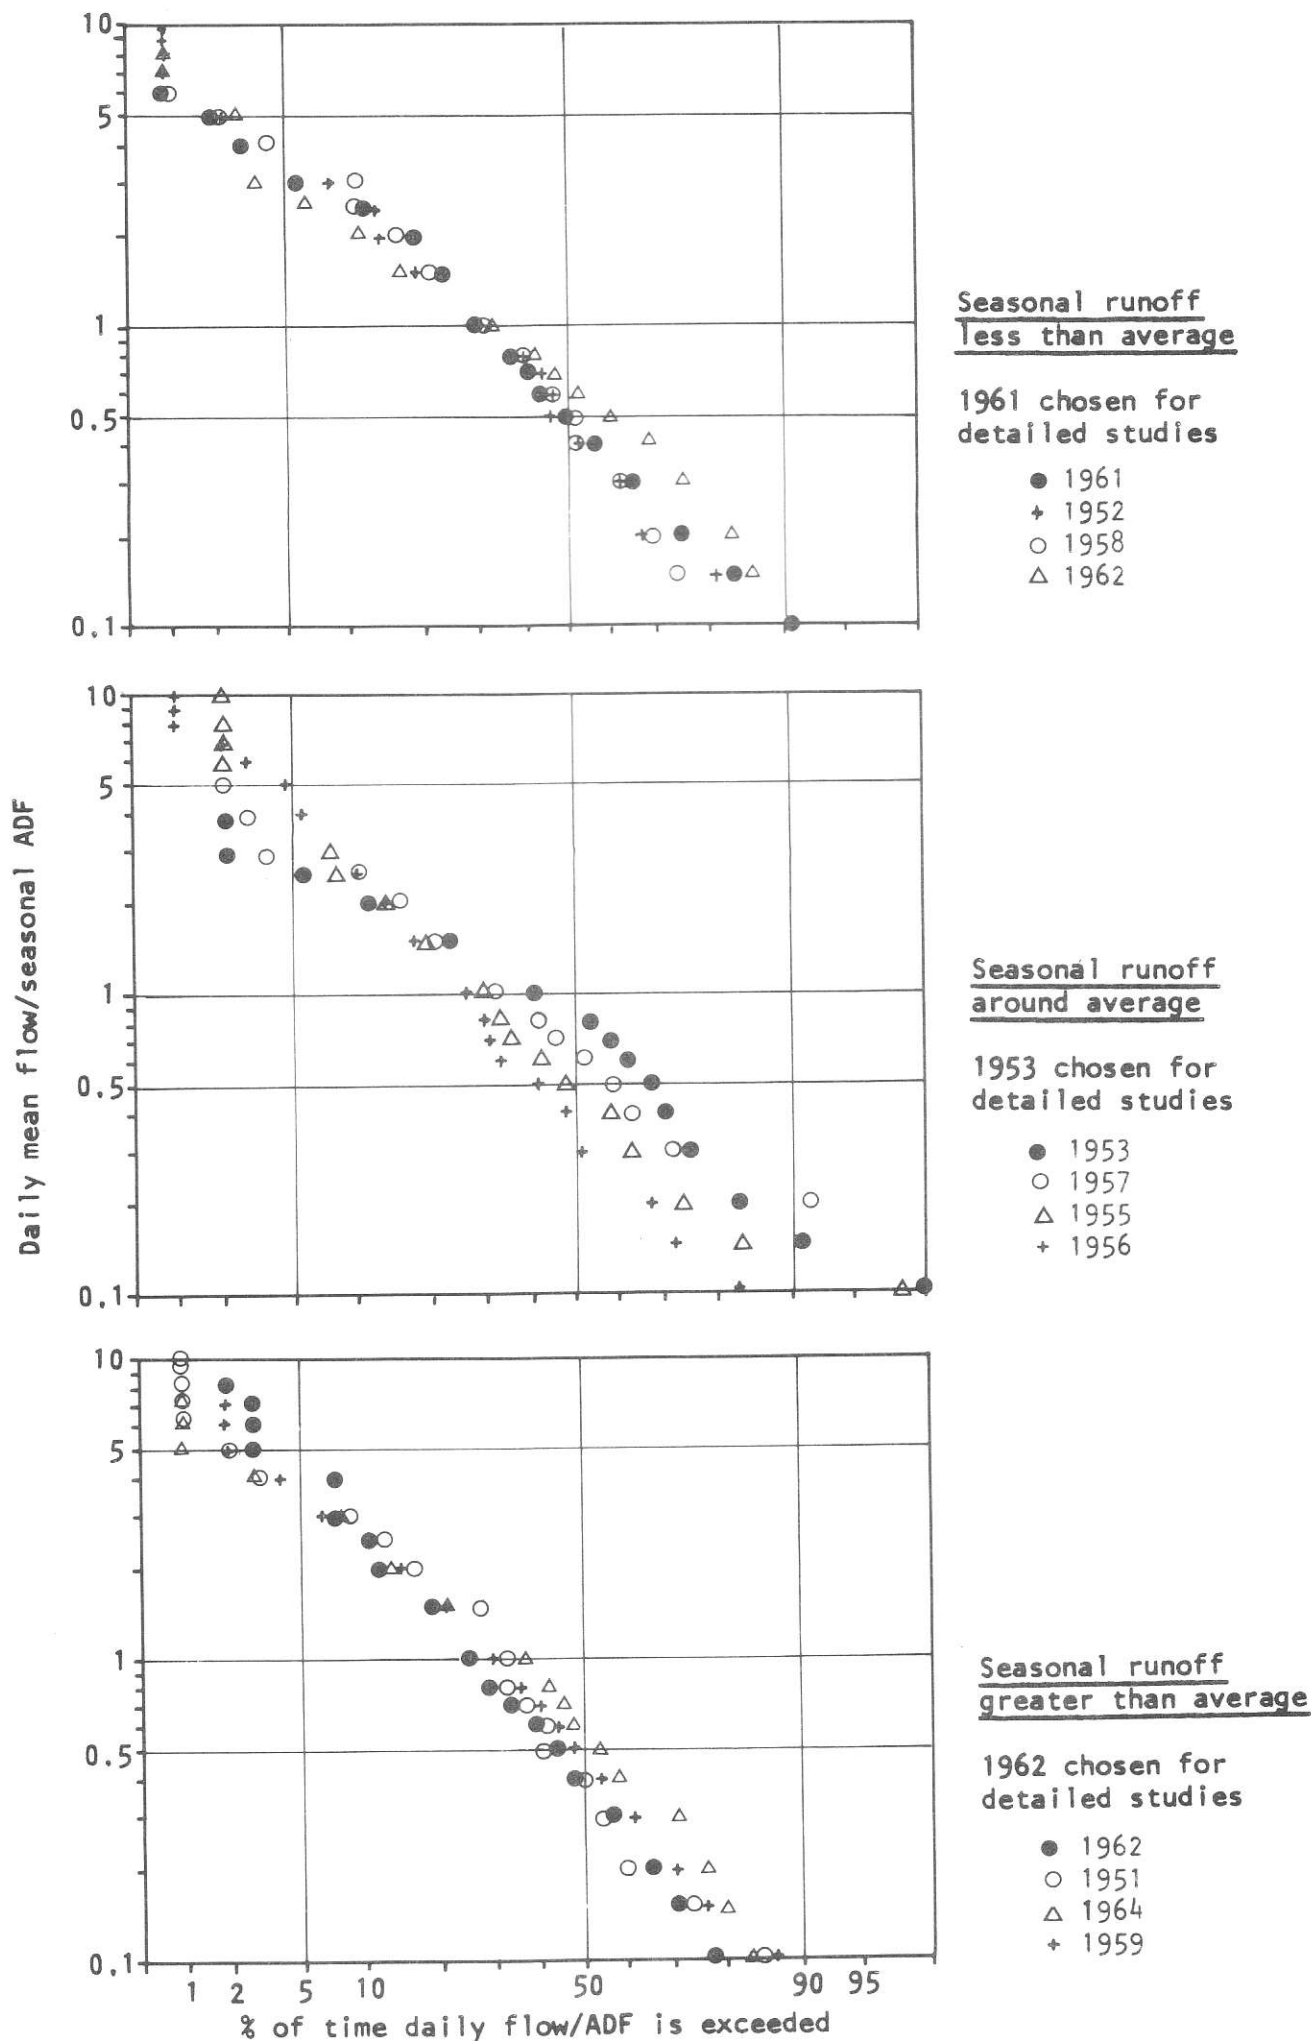 10
5
1
0.5
0.1
Seasonal runoff
less than average
1961 chosen for
detailed studies
1961
1952
1958
1962
Daily mean flow/seasonal ADF
10
5
1
0.5
0.1
Seasonal runoff
around average
1953 chosen for
detailed studies
1953
1957
1955
1956
10
5
1
0.5
0.1
1 2 5 10 50 90 95
% of time daily flow/ADF is exceeded
Seasonal runoff
greater than average
1962 chosen for
detailed studies
1962
1951
1964
1959